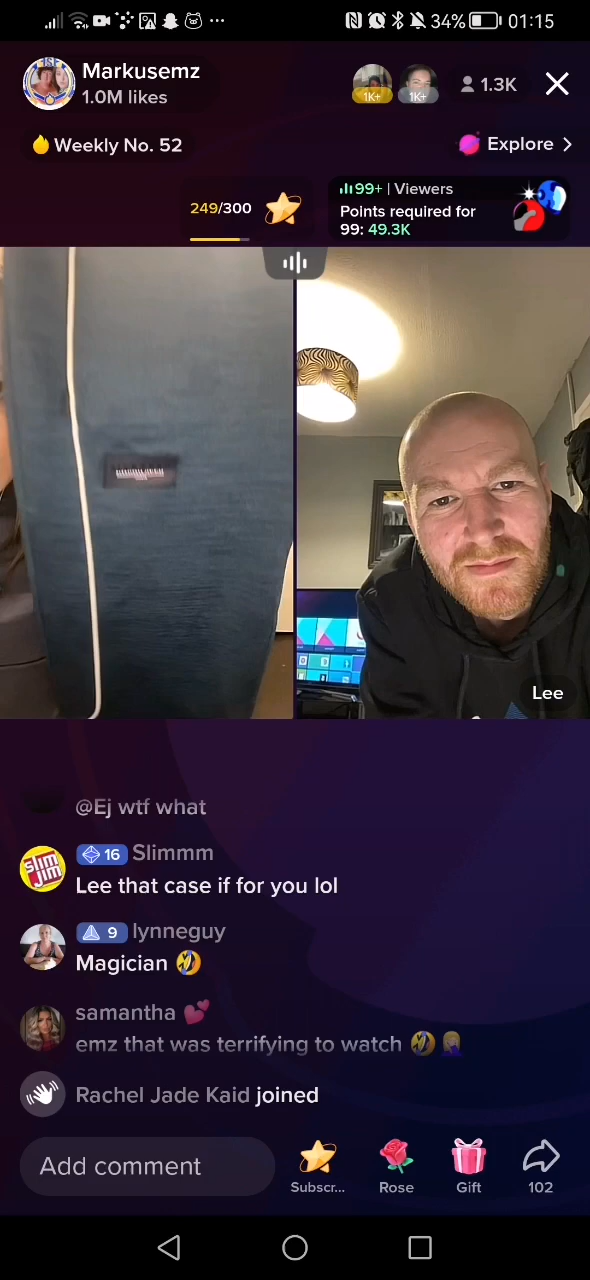 34% 01:15
Markusemz
1.0M likes
1K+ 1K+ 1.3K
Weekly No. 52
Explore
249/300
99+ | Viewers
Points required for
99: 49.3K
Lee
@Ej wtf what
16 Slimmm
Lee that case if for you lol
9 lynneguy
Magician 🤣
samantha 💕
emz that was terrifying to watch 🤣🤦🏼‍♀️
Rachel Jade Kaid joined
Add comment
Subscr... Rose Gift 102
SLIM JIM